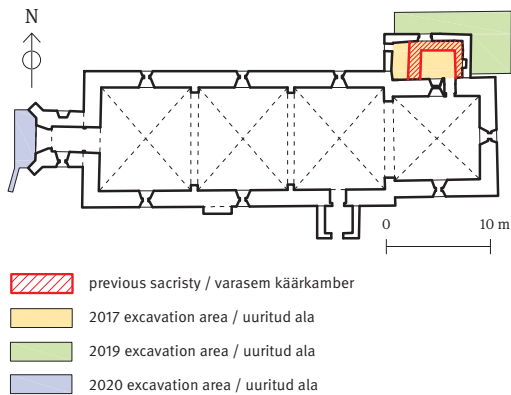 N
0 10 m
previous sacristy / varasem käärkamber
2017 excavation area / uuritud ala
2019 excavation area / uuritud ala
2020 excavation area / uuritud ala